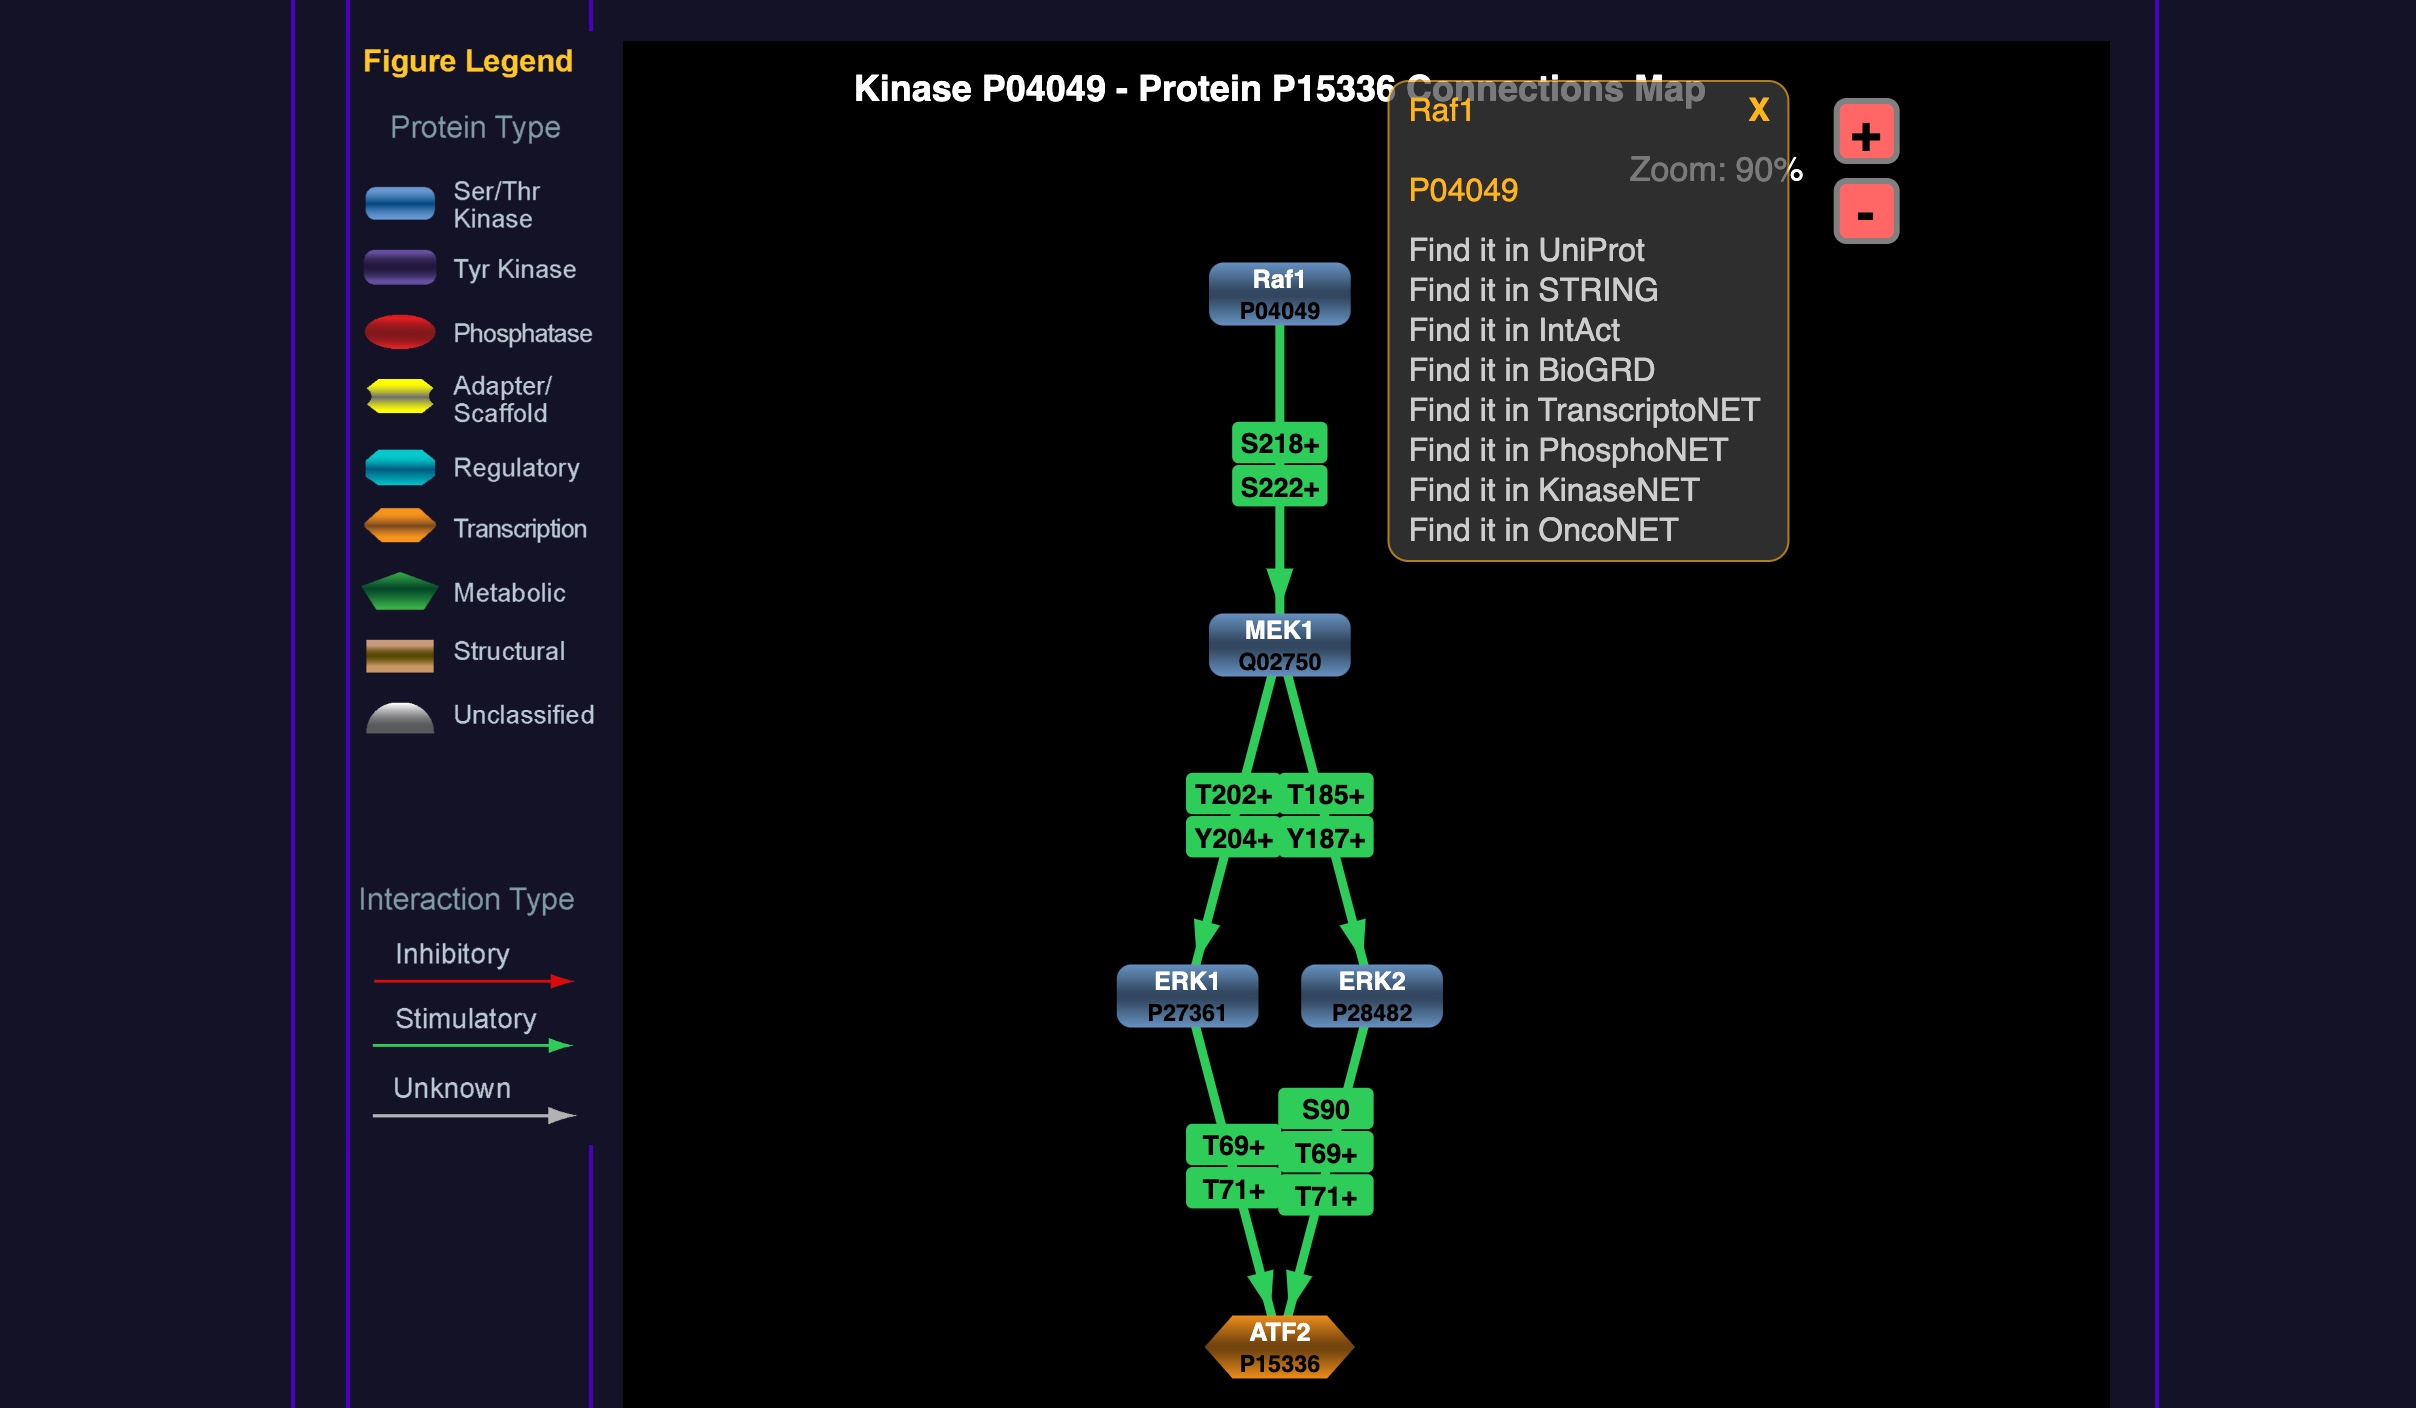 Figure Legend
Protein Type
Ser/Thr
Kinase
Tyr Kinase
Phosphatase
Adapter/
Scaffold
Regulatory
Transcription
Metabolic
Structural
Unclassified
Interaction Type
Inhibitory
Stimulatory
Unknown
Kinase P04049 - Protein P15336 Connections Map
Zoom: 90%
+
-
Raf1 X
P04049
Find it in UniProt
Find it in STRING
Find it in IntAct
Find it in BioGRD
Find it in TranscriptoNET
Find it in PhosphoNET
Find it in KinaseNET
Find it in OncoNET
Raf1
P04049
S218+
S222+
MEK1
Q02750
T202+ T185+
Y204+ Y187+
ERK1
P27361
ERK2
P28482
T69+
T71+
S90
T69+
T71+
ATF2
P15336